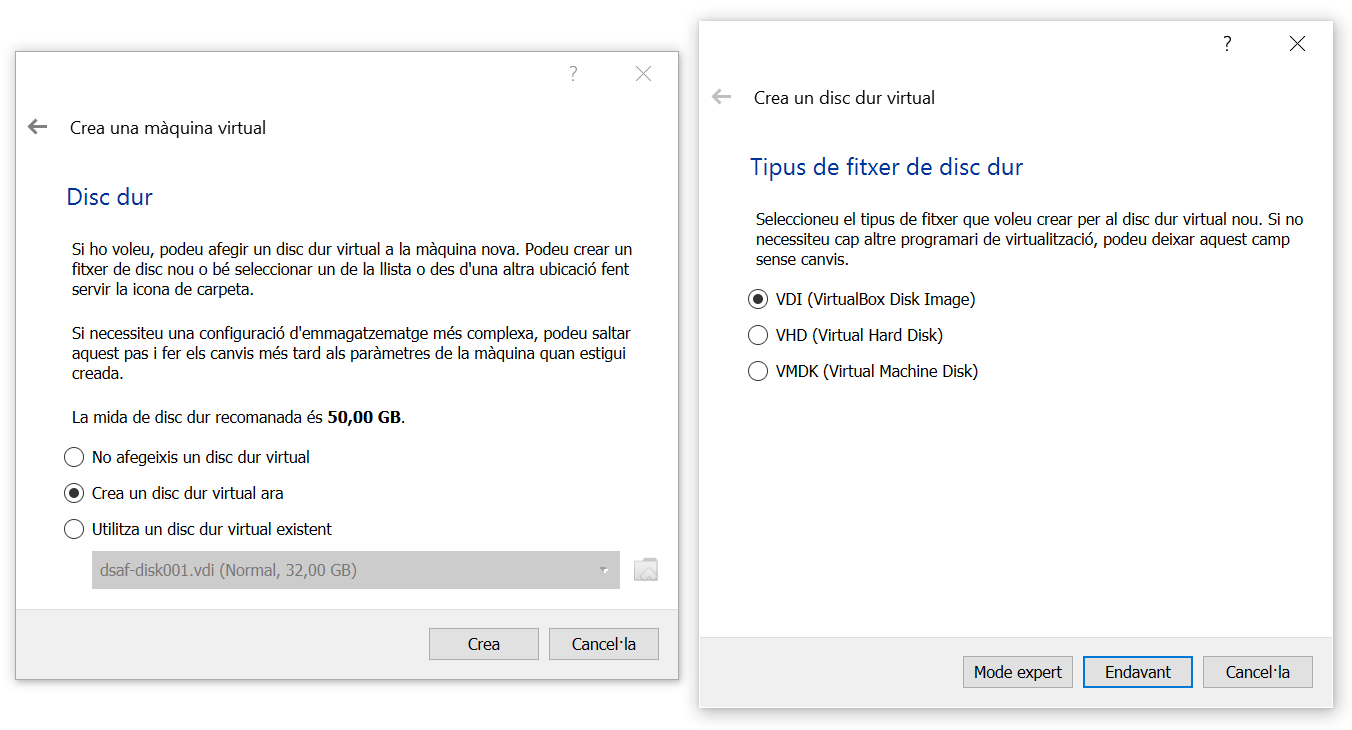 ?
Crea una màquina virtual
Disc dur
Si ho voleu, podeu afegir un disc dur virtual a la màquina nova. Podeu crear un
fitxer de disc nou o bé seleccionar un de la llista o des d'una altra ubicació fent
servir la icona de carpeta.
Si necessiteu una configuració d'emmagatzematge més complexa, podeu saltar
aquest pas i fer els canvis més tard als paràmetres de la màquina quan estigui
creada.
La mida de disc dur recomanada és 50,00 GB.
No afegeixis un disc dur virtual
Crea un disc dur virtual ara
Utilitza un disc dur virtual existent
dsaf-disk001.vdi (Normal, 32,00 GB)
Crea
Cancel·la
?
Crea un disc dur virtual
Tipus de fitxer de disc dur
Seleccioneu el tipus de fitxer que voleu crear per al disc dur virtual nou. Si no
necessiteu cap altre programari de virtualització, podeu deixar aquest camp
sense canvis.
VDI (VirtualBox Disk Image)
VHD (Virtual Hard Disk)
VMDK (Virtual Machine Disk)
Mode expert
Endavant
Cancel·la